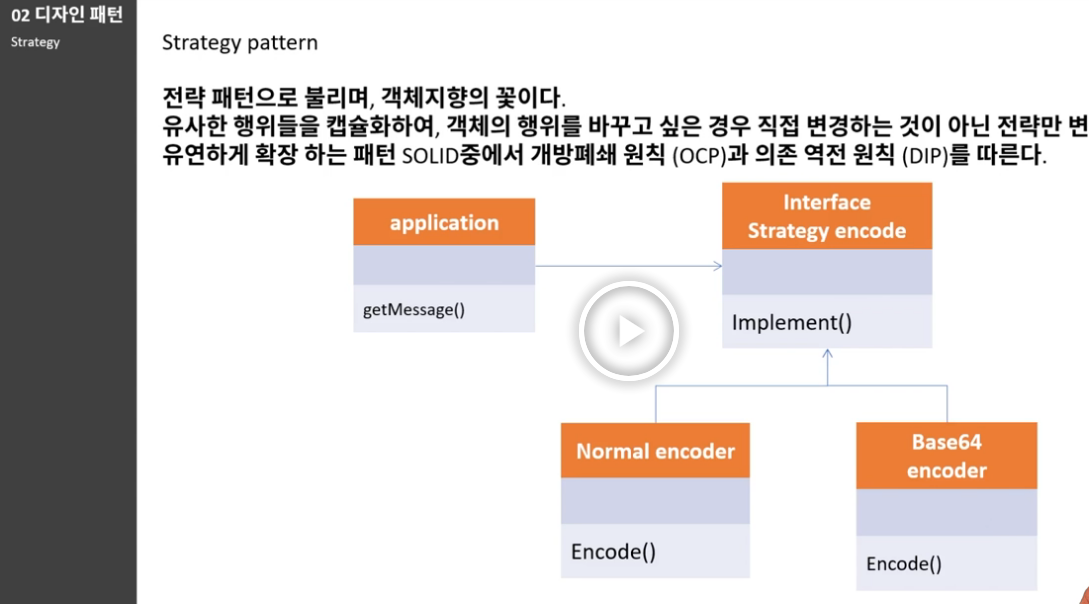 02 디자인 패턴
Strategy
Strategy pattern
전략 패턴으로 불리며, 객체지향의 꽃이다.
유사한 행위들을 캡슐화하여, 객체의 행위를 바꾸고 싶은 경우 직접 변경하는 것이 아닌 전략만 변
유연하게 확장 하는 패턴 SOLID중에서 개방폐쇄 원칙 (OCP)과 의존 역전 원칙 (DIP)를 따른다.
application
getMessage()
Interface
Strategy encode
Implement()
Normal encoder
Encode()
Base64
encoder
Encode()